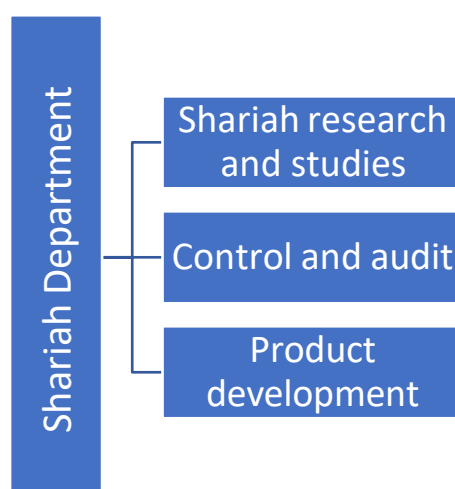 Shariah Department
Shariah research
and studies
Control and audit
Product
development